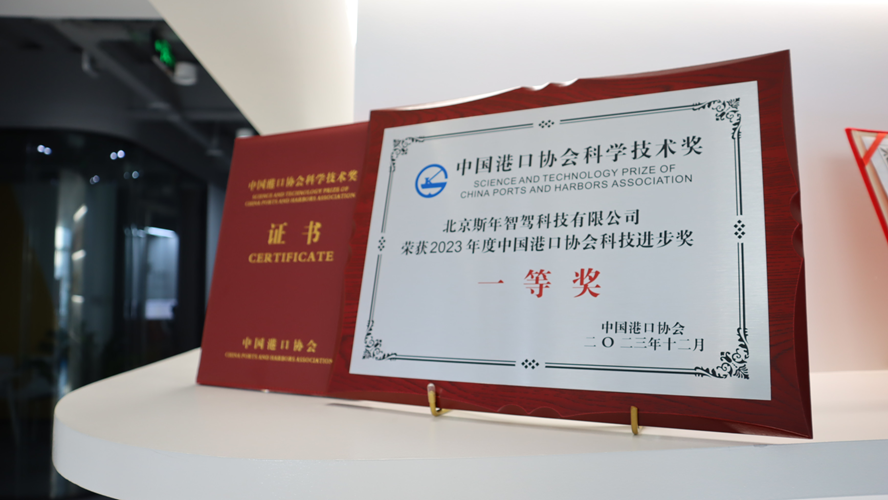 中国港口协会科学技术奖
SCIENCE AND TECHNOLOGY PRIZE OF
CHINA PORTS AND HARBORS ASSOCIATION
证书
CERTIFICATE
中国港口协会
CHINA PORTS AND HARBORS ASSOCIATION
中国港口协会科学技术奖
SCIENCE AND TECHNOLOGY PRIZE OF
CHINA PORTS AND HARBORS ASSOCIATION
北京斯年智驾科技有限公司
荣获2023年度中国港口协会科技进步奖
一等奖
中国港口协会
二〇二三年十二月